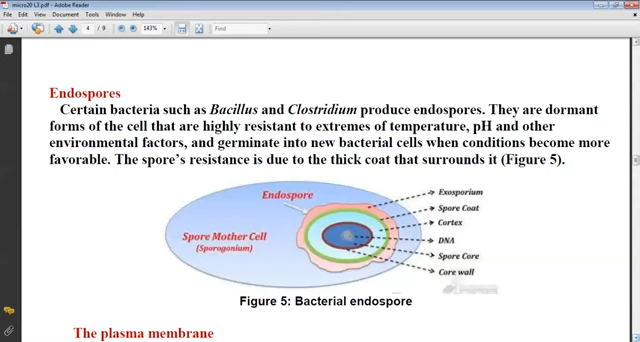 micro20 L3.pdf - Adobe Reader
File Edit View Document Tools Window Help
4 / 9 143% Find
Endospores
Certain bacteria such as Bacillus and Clostridium produce endospores. They are dormant
forms of the cell that are highly resistant to extremes of temperature, pH and other
environmental factors, and germinate into new bacterial cells when conditions become more
favorable. The spore's resistance is due to the thick coat that surrounds it (Figure 5).
Endospore
Spore Mother Cell
(Sporogonium)
Exosporium
Spore Coat
Cortex
DNA
Spore Core
Core wall
Figure 5: Bacterial endospore
The plasma membrane